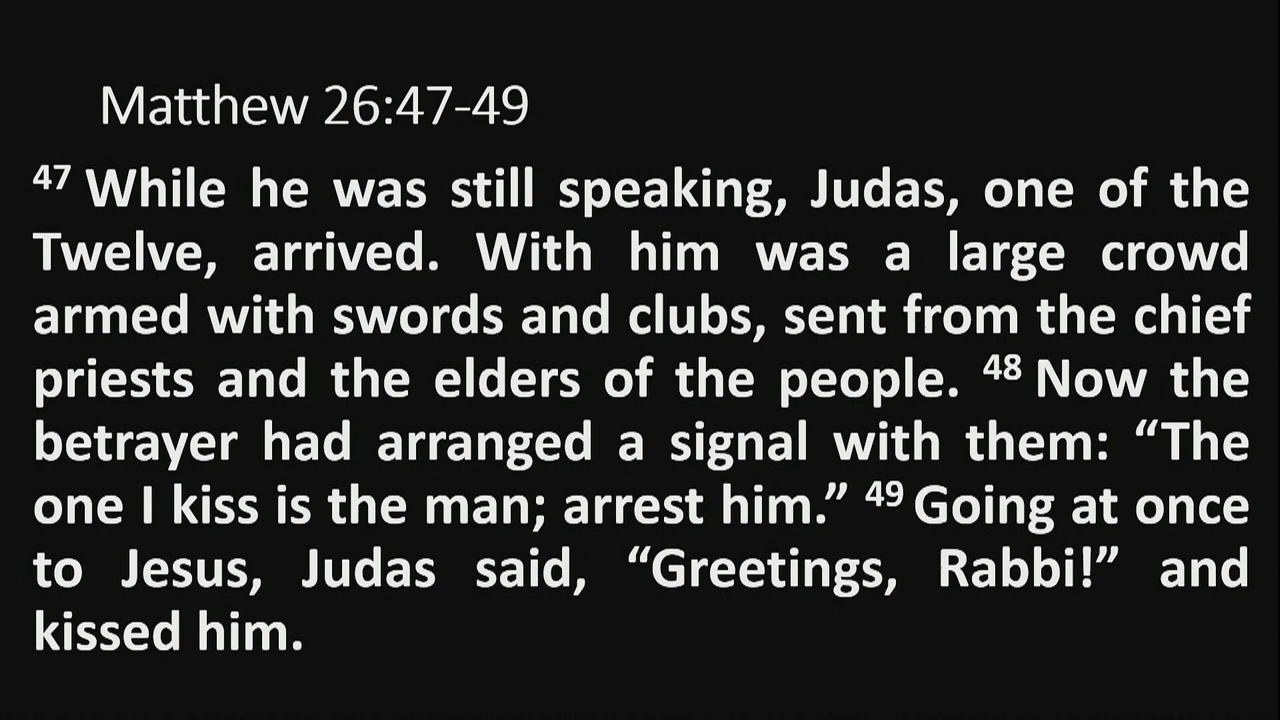 Matthew 26:47-49
47 While he was still speaking, Judas, one of the
Twelve, arrived. With him was a large crowd
armed with swords and clubs, sent from the chief
priests and the elders of the people. 48 Now the
betrayer had arranged a signal with them: “The
one I kiss is the man; arrest him.” 49 Going at once
to Jesus, Judas said, “Greetings, Rabbi!” and
kissed him.